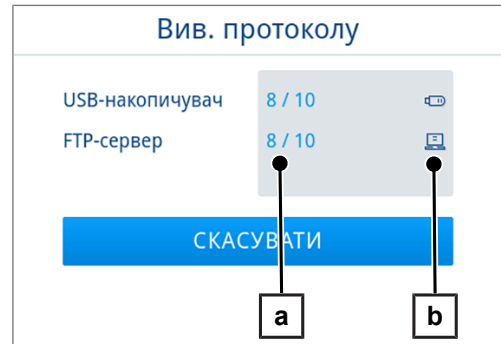 Вив. протоколу
USB-накопичувач 8 / 10
FTP-сервер 8 / 10
СКАСУВАТИ
a b